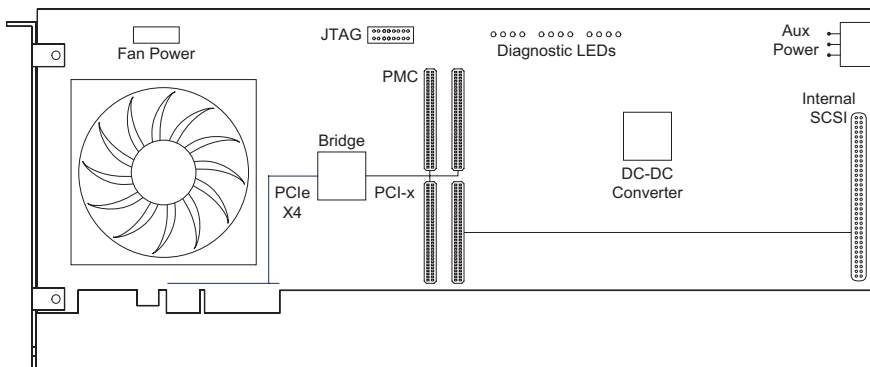 Fan Power
JTAG
Diagnostic LEDs
Aux
Power
PMC
Internal
SCSI
Bridge
DC-DC
Converter
PCIe
X4
PCI-x